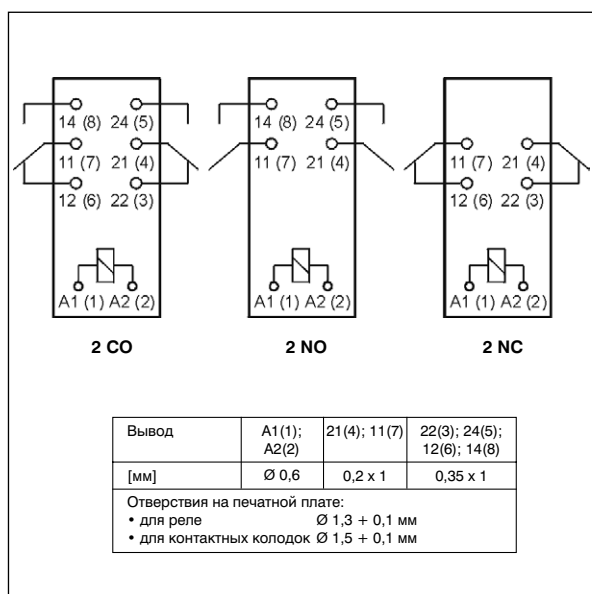 14 (8) 24 (5)
11 (7) 21 (4)
12 (6) 22 (3)
A1 (1) A2 (2)
2 CO
14 (8) 24 (5)
11 (7) 21 (4)
A1 (1) A2 (2)
2 NO
11 (7) 21 (4)
12 (6) 22 (3)
A1 (1) A2 (2)
2 NC
Вывод
A1(1);
A2(2)
21(4); 11(7)
22(3); 24(5);
12(6); 14(8)
[мм]
Ø 0,6
0,2 x 1
0,35 x 1
Отверстия на печатной плате:
• для реле Ø 1,3 + 0,1 мм
• для контактных колодок Ø 1,5 + 0,1 мм